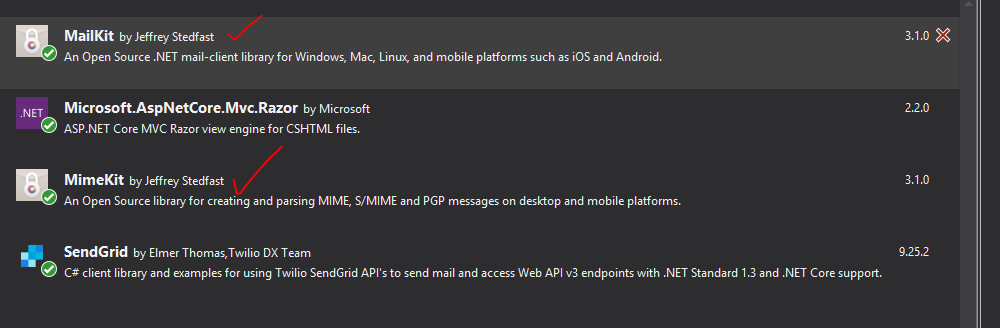 MailKit by Jeffrey Stedfast 3.1.0
An Open Source .NET mail-client library for Windows, Mac, Linux, and mobile platforms such as iOS and Android.
.NET Microsoft.AspNetCore.Mvc.Razor by Microsoft 2.2.0
ASP.NET Core MVC Razor view engine for CSHTML files.
MimeKit by Jeffrey Stedfast 3.1.0
An Open Source library for creating and parsing MIME, S/MIME and PGP messages on desktop and mobile platforms.
SendGrid by Elmer Thomas,Twilio DX Team 9.25.2
C# client library and examples for using Twilio SendGrid API's to send mail and access Web API v3 endpoints with .NET Standard 1.3 and .NET Core support.